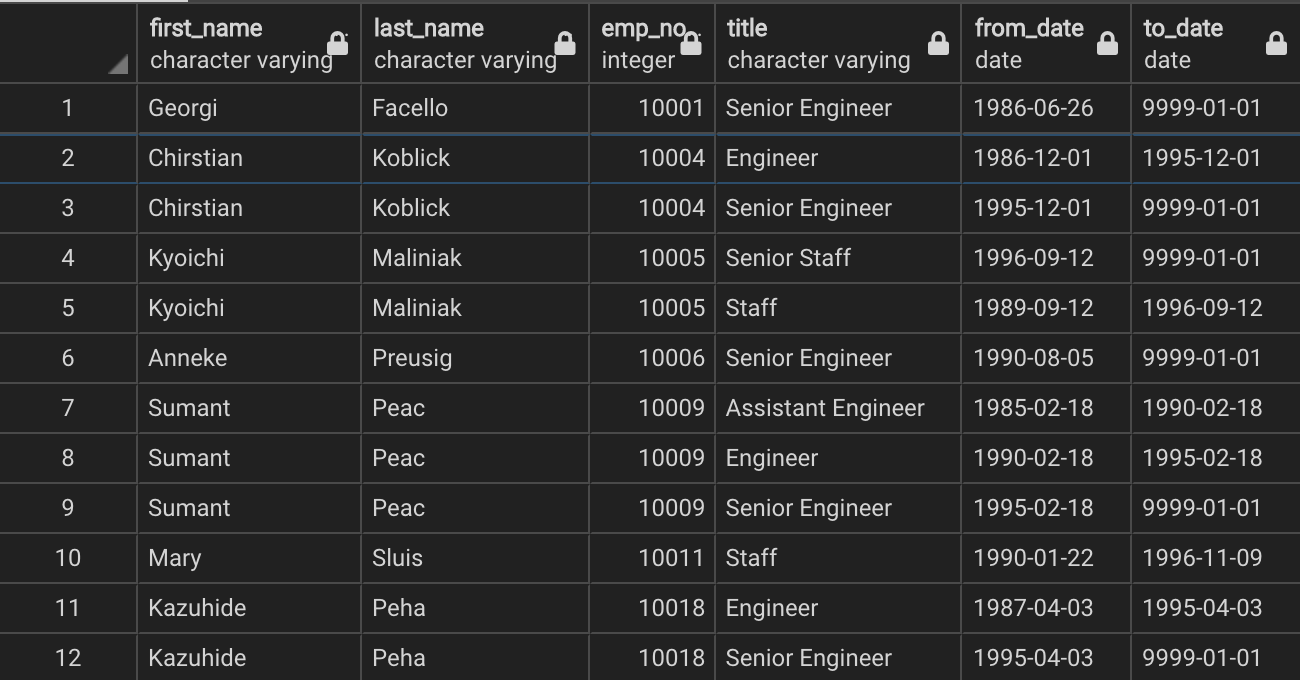 first_name last_name emp_no title from_date to_date
character varying character varying integer character varying date date
1 Georgi Facello 10001 Senior Engineer 1986-06-26 9999-01-01
2 Chirstian Koblick 10004 Engineer 1986-12-01 1995-12-01
3 Chirstian Koblick 10004 Senior Engineer 1995-12-01 9999-01-01
4 Kyoichi Maliniak 10005 Senior Staff 1996-09-12 9999-01-01
5 Kyoichi Maliniak 10005 Staff 1989-09-12 1996-09-12
6 Anneke Preusig 10006 Senior Engineer 1990-08-05 9999-01-01
7 Sumant Peac 10009 Assistant Engineer 1985-02-18 1990-02-18
8 Sumant Peac 10009 Engineer 1990-02-18 1995-02-18
9 Sumant Peac 10009 Senior Engineer 1995-02-18 9999-01-01
10 Mary Sluis 10011 Staff 1990-01-22 1996-11-09
11 Kazuhide Peha 10018 Engineer 1987-04-03 1995-04-03
12 Kazuhide Peha 10018 Senior Engineer 1995-04-03 9999-01-01